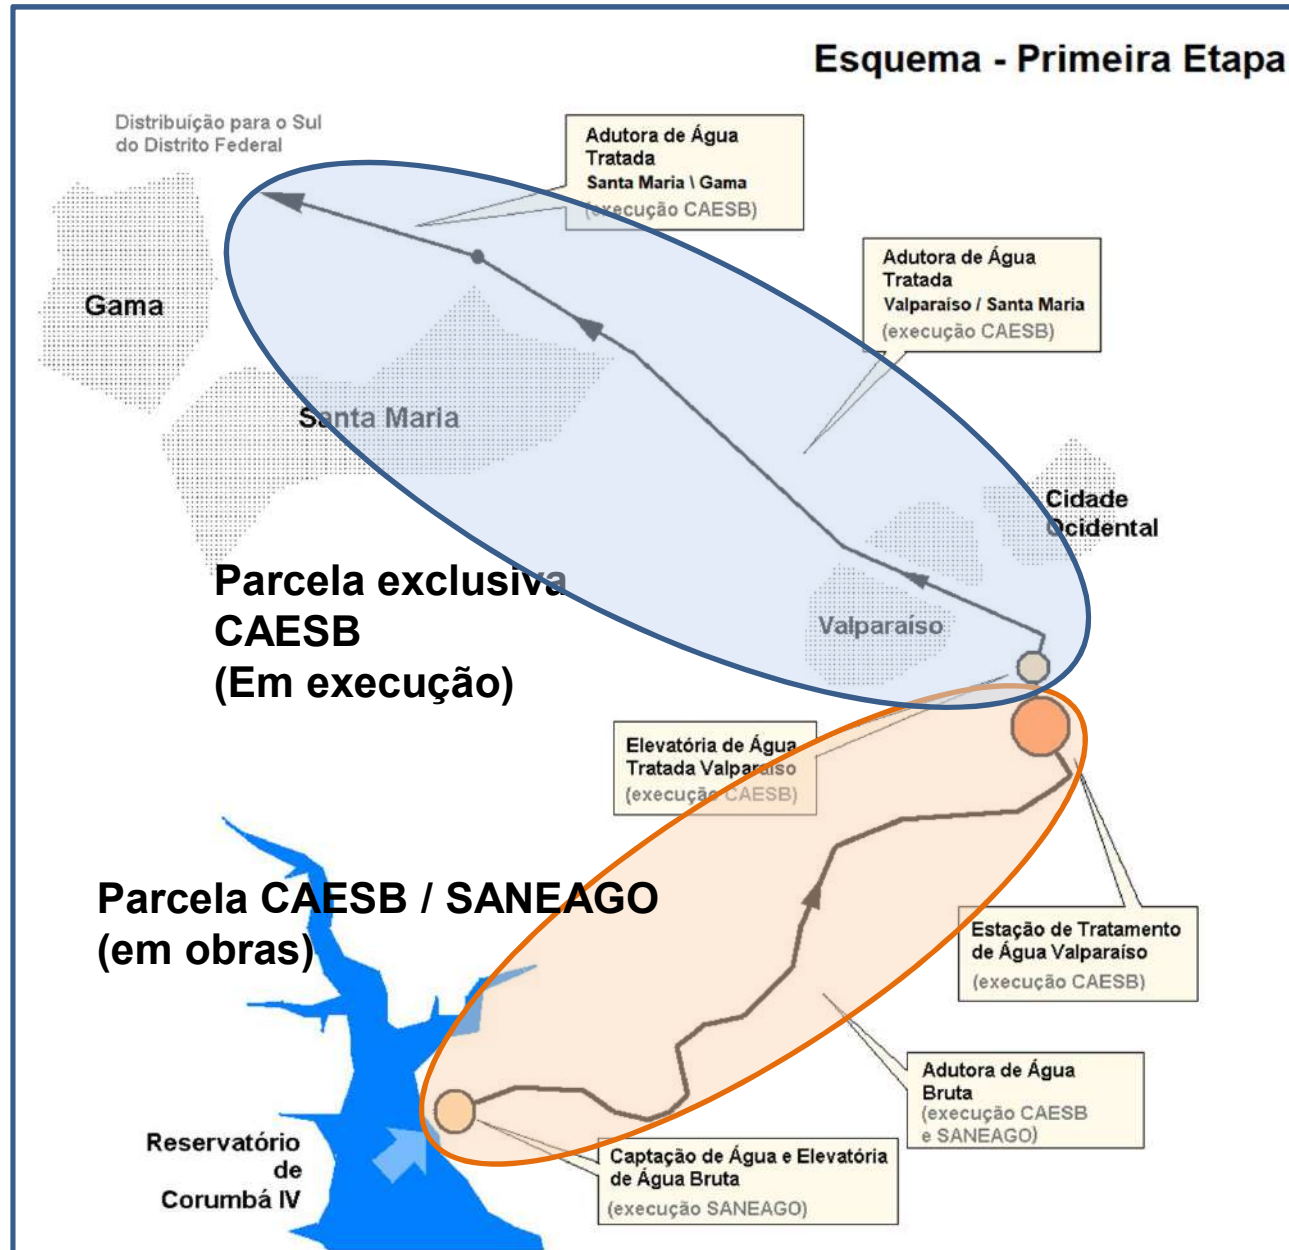 Esquema - Primeira Etapa
Distribuição para o Sul
do Distrito Federal
Adutora de Água
Tratada
Santa Maria \ Gama
(execução CAESB)
Adutora de Água
Tratada
Valparaíso / Santa Maria
(execução CAESB)
Gama
Santa Maria
Cidade
Ocidental
Parcela exclusiva
CAESB
(Em execução)
Valparaíso
Elevatória de Água
Tratada Valparaíso
(execução CAESB)
Parcela CAESB / SANEAGO
(em obras)
Estação de Tratamento
de Água Valparaíso
(execução CAESB)
Adutora de Água
Bruta
(execução CAESB
e SANEAGO)
Reservatório
de
Corumbá IV
Captação de Água e Elevatória
de Água Bruta
(execução SANEAGO)